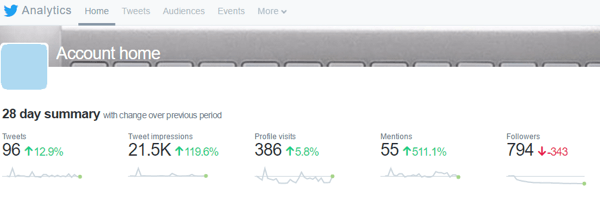 Analytics Home Tweets Audiences Events More
Account home
28 day summary with change over previous period
Tweets Tweet impressions Profile visits Mentions Followers
96 12.9% 21.5K 119.6% 386 5.8% 55 511.1% 794 -343